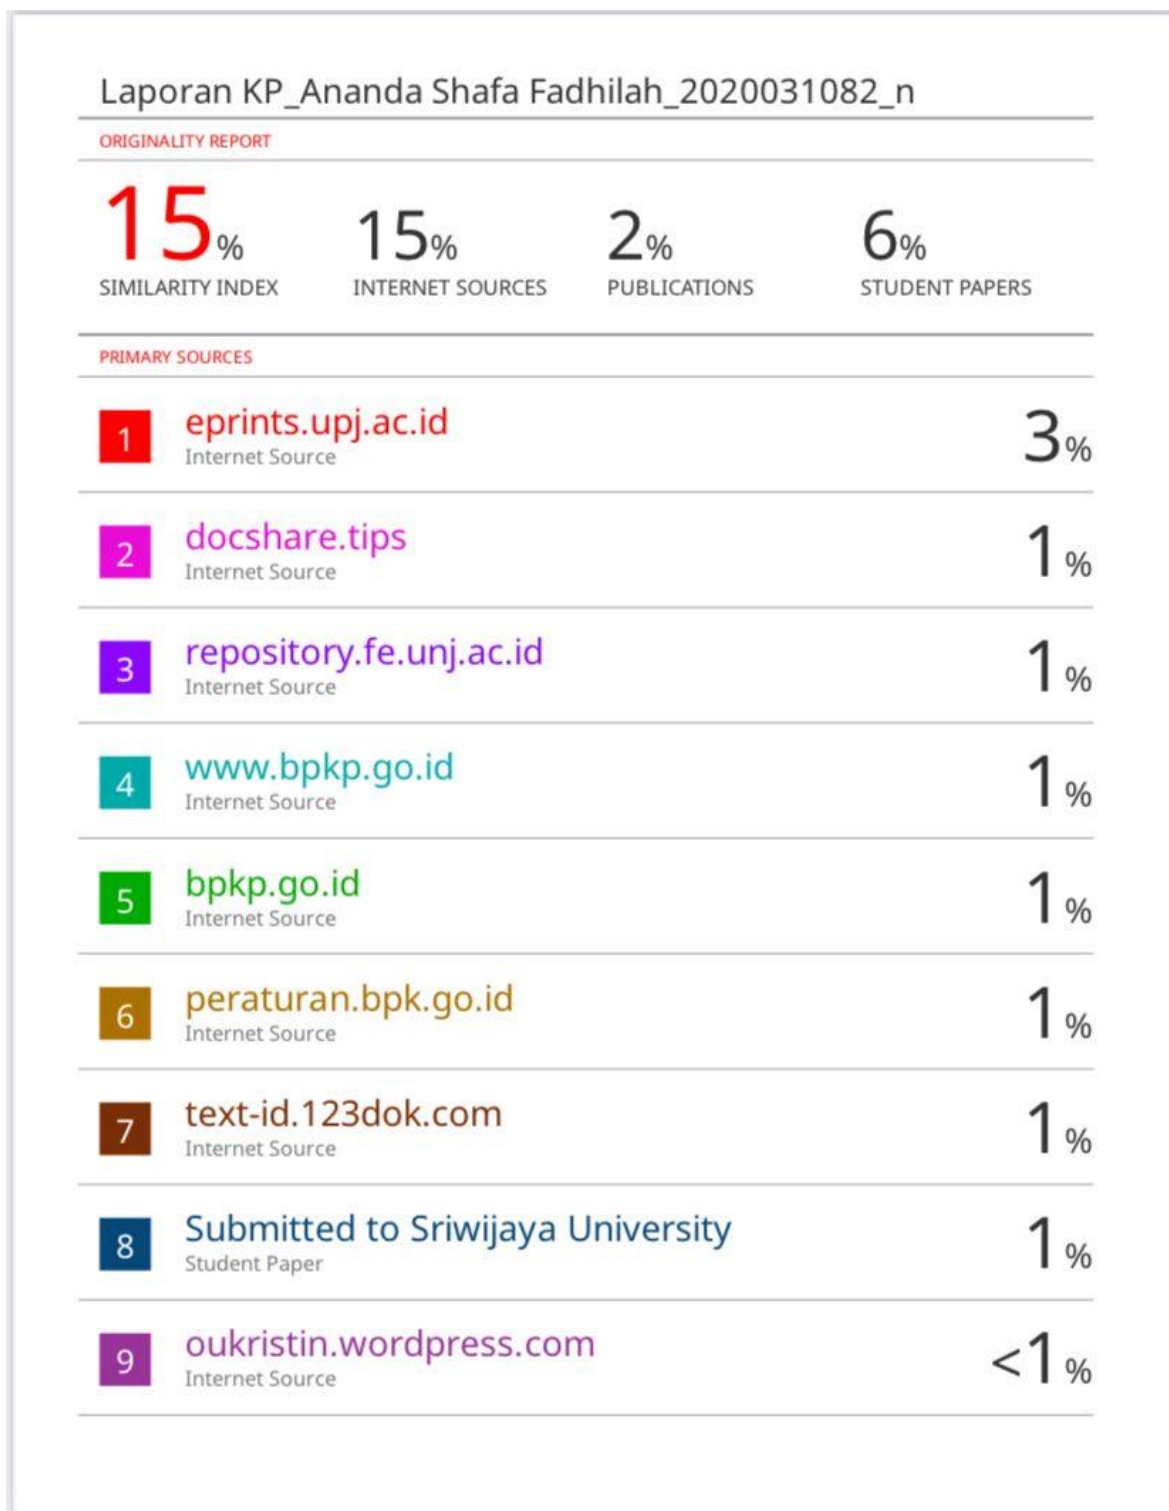 Laporan KP_Ananda Shafa Fadhilah_2020031082_n
ORIGINALITY REPORT
15% 15% 2% 6%
SIMILARITY INDEX INTERNET SOURCES PUBLICATIONS STUDENT PAPERS
PRIMARY SOURCES
1 eprints.upj.ac.id 3%
Internet Source
2 docshare.tips 1%
Internet Source
3 repository.fe.unj.ac.id 1%
Internet Source
4 www.bpkp.go.id 1%
Internet Source
5 bpkp.go.id 1%
Internet Source
6 peraturan.bpk.go.id 1%
Internet Source
7 text-id.123dok.com 1%
Internet Source
8 Submitted to Sriwijaya University 1%
Student Paper
9 oukristin.wordpress.com <1%
Internet Source